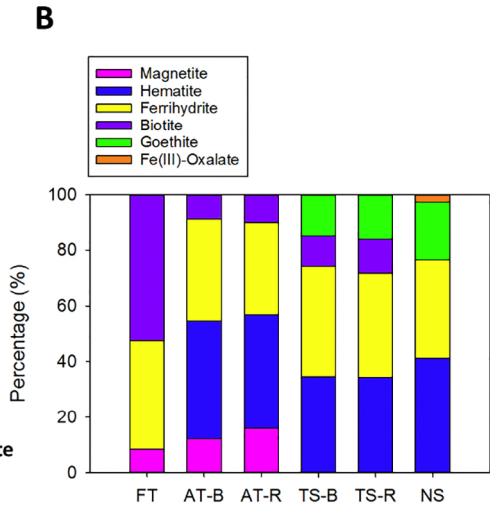 B
Magnetite
Hematite
Ferrihydrite
Biotite
Goethite
Fe(III)-Oxalate
100
80
60
40
20
0
Percentage (%)
te
FT AT-B AT-R TS-B TS-R NS